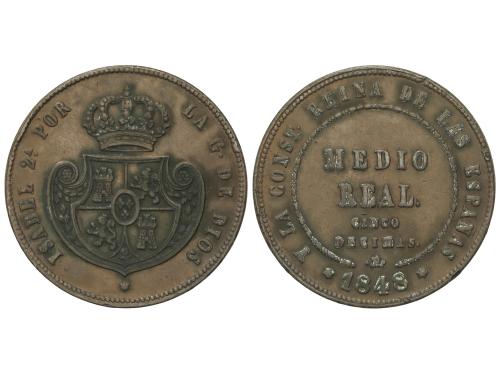 ISABEL 2ª POR LA G. DE DIOS
Y LA CONST. REINA DE LAS ESPAÑAS
MEDIO
REAL.
CINCO
DECIMAS.
* 1848 *